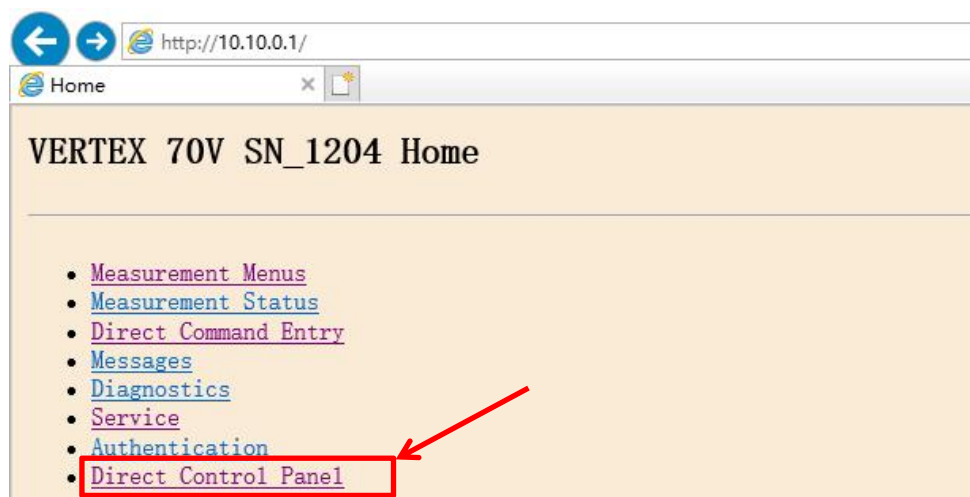 http://10.10.0.1/
Home
VERTEX 70V SN_1204 Home
Measurement Menus
Measurement Status
Direct Command Entry
Messages
Diagnostics
Service
Authentication
Direct Control Panel